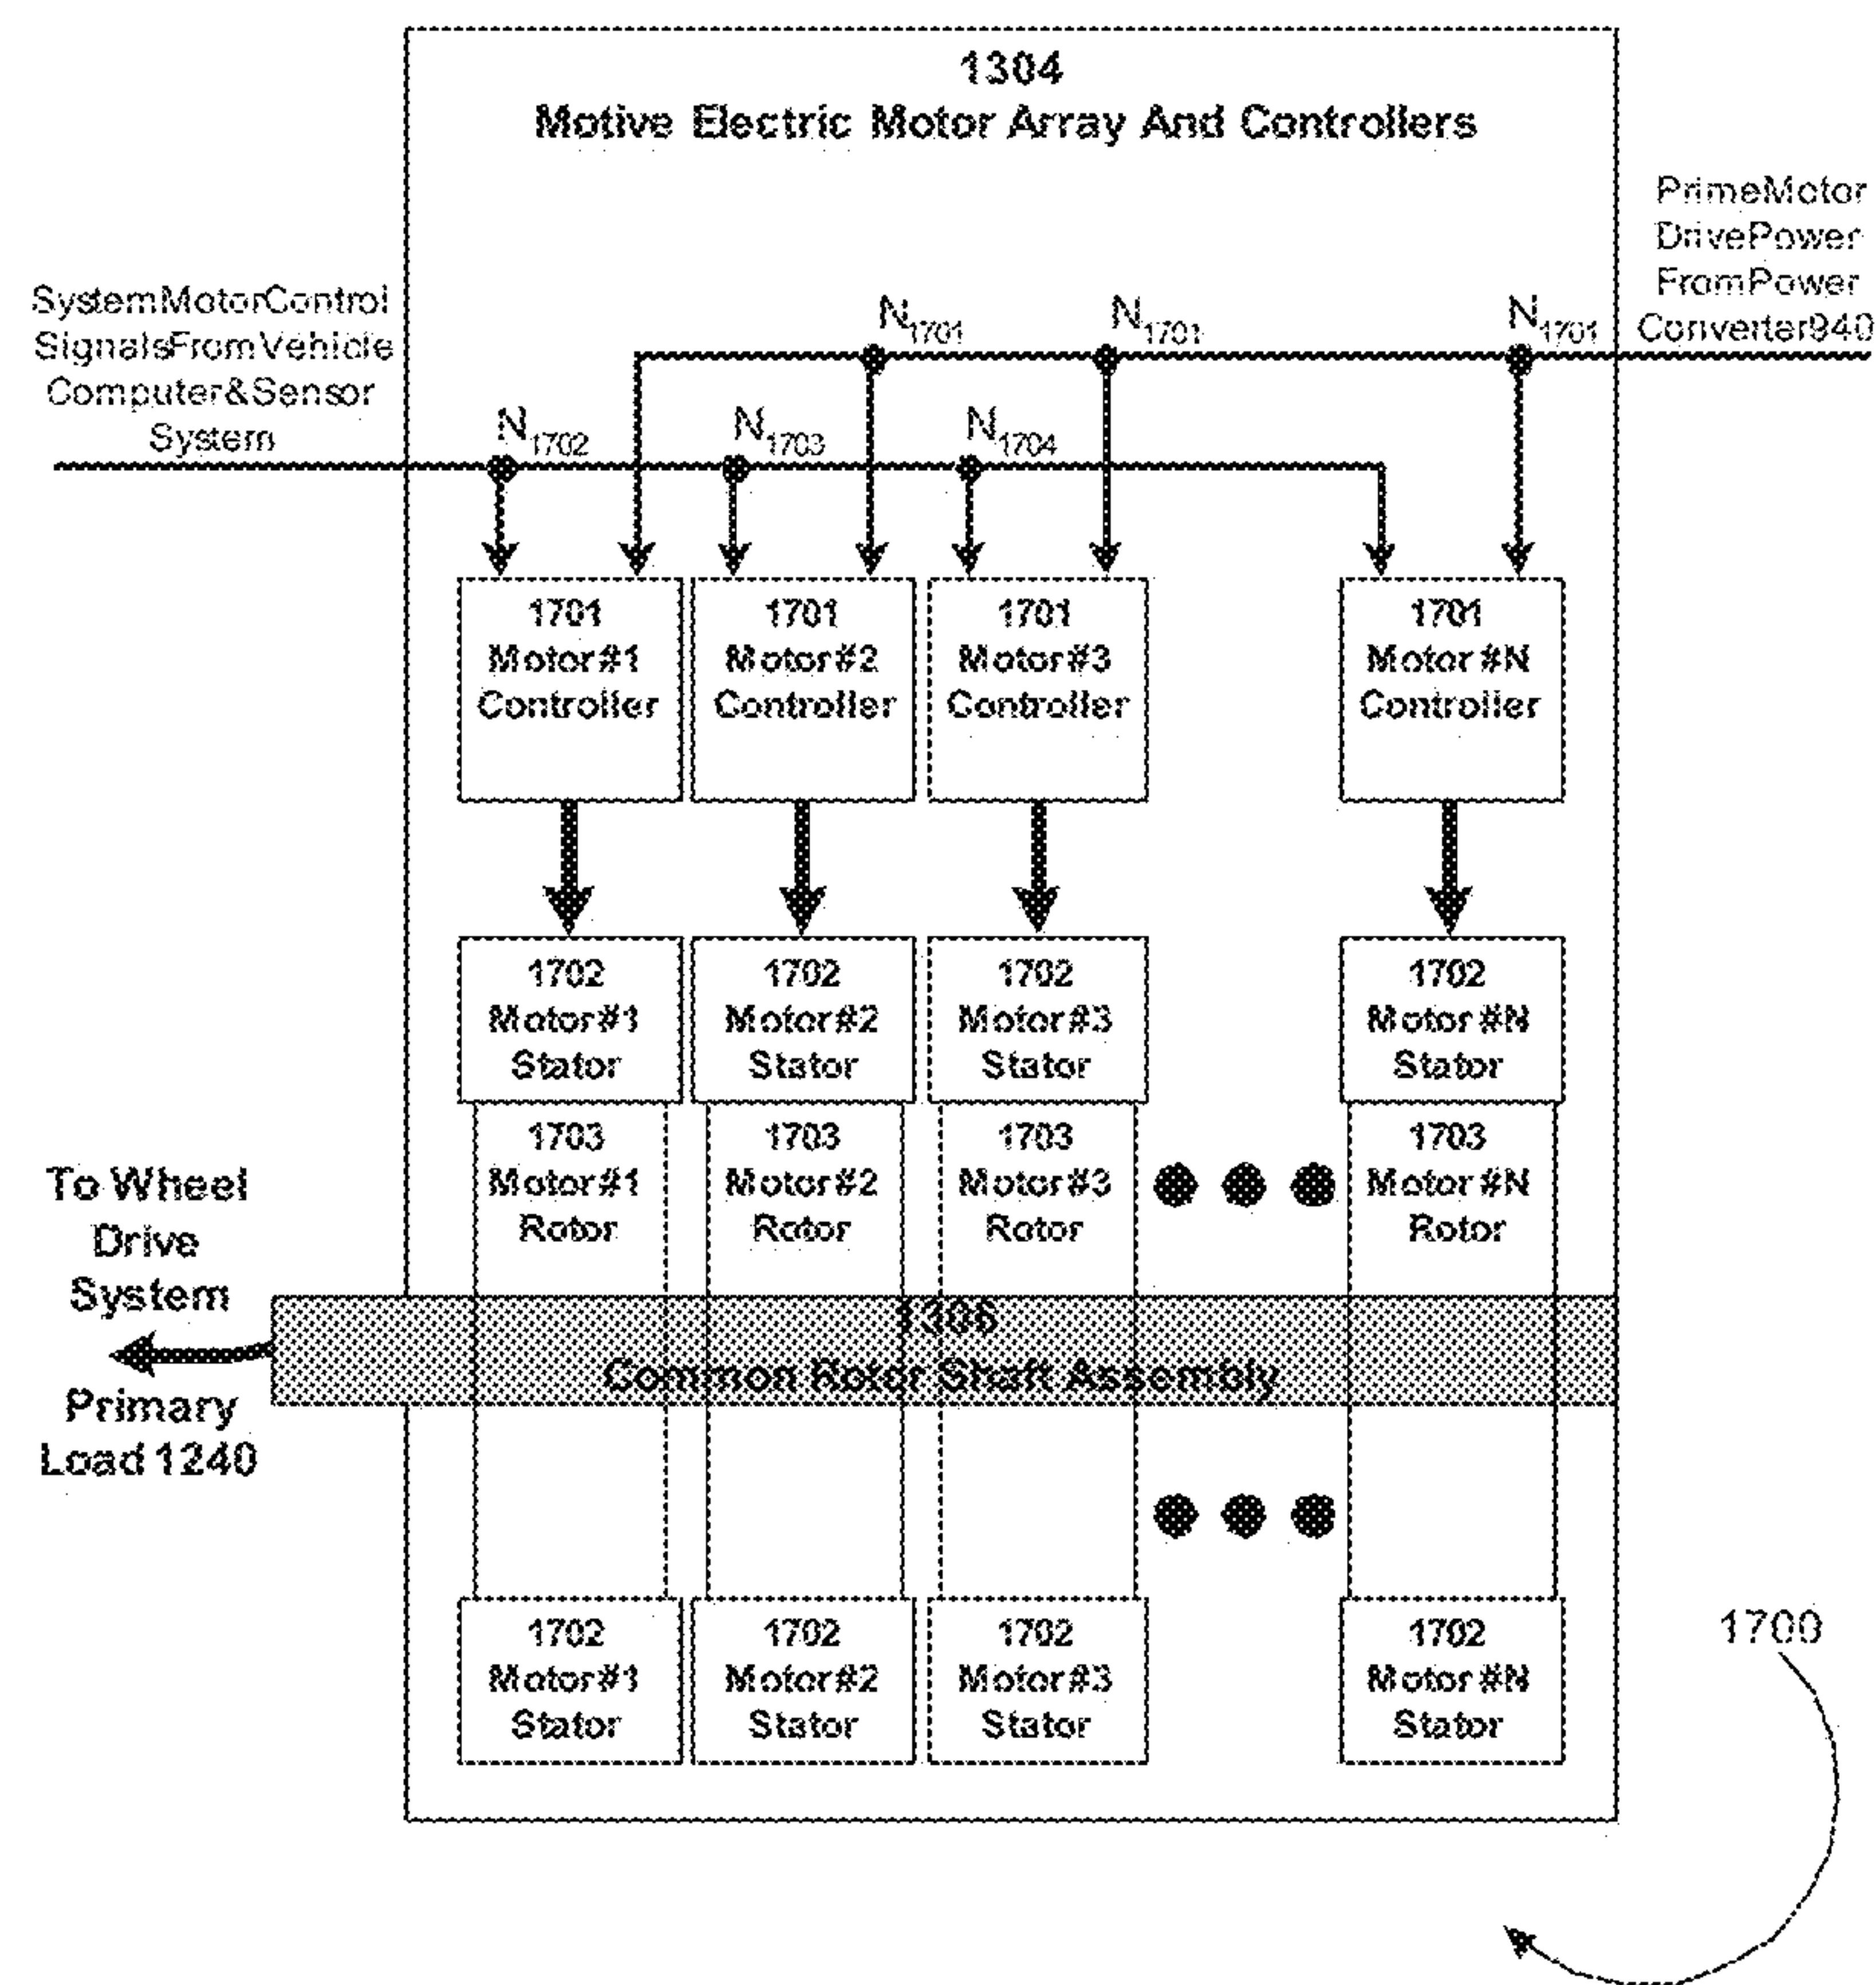 1304
Motive Electric Motor Array And Controllers
PrimeMotor
DrivePower
FromPower
Converter940
SystemMotorControl
SignalsFromVehicle
Computer&Sensor
System
N1701
N1701
N1701
N1702
N1703
N1704
1701
Motor#1
Controller
1701
Motor#2
Controller
1701
Motor#3
Controller
1701
Motor#N
Controller
1702
Motor#1
Stator
1702
Motor#2
Stator
1702
Motor#3
Stator
1702
Motor#N
Stator
1703
Motor#1
Rotor
1703
Motor#2
Rotor
1703
Motor#3
Rotor
1703
Motor#N
Rotor
To Wheel
Drive
System
1306
Common Rotor Shaft Assembly
Primary
Load 1240
1702
Motor#1
Stator
1702
Motor#2
Stator
1702
Motor#3
Stator
1702
Motor#N
Stator
1700